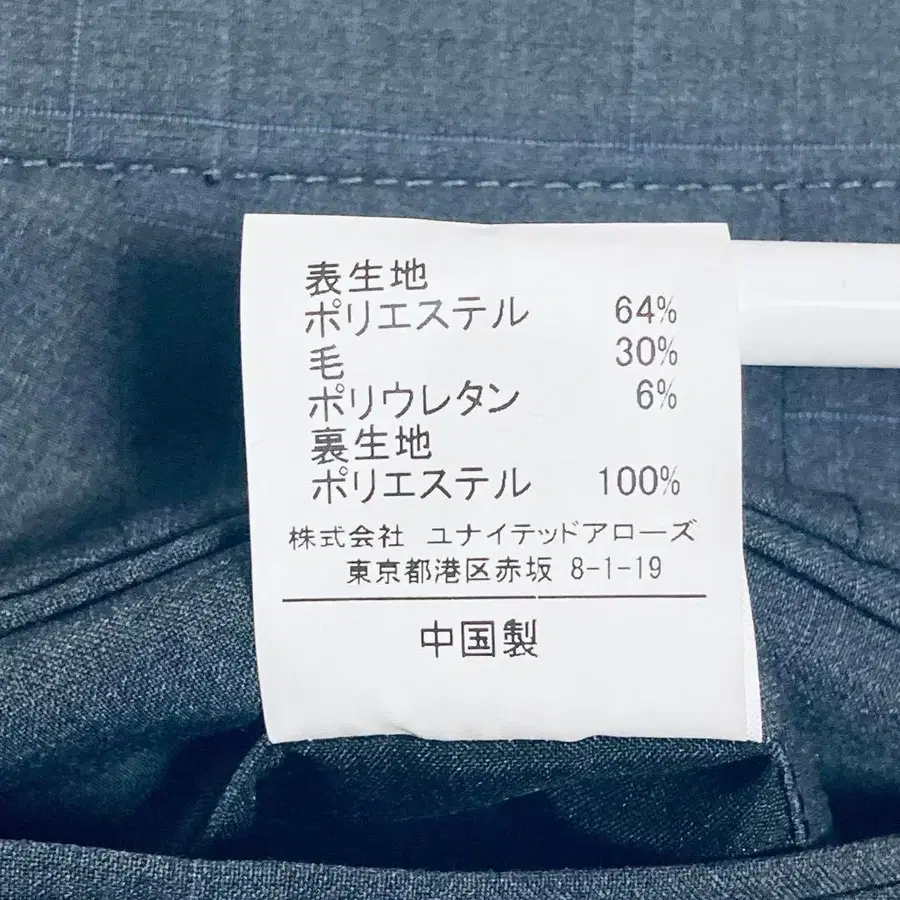 表生地
ポリエステル 64%
毛 30%
ポリウレタン 6%
裏生地
ポリエステル 100%
株式会社 ユナイテッドアローズ
東京都港区赤坂 8-1-19
中国製